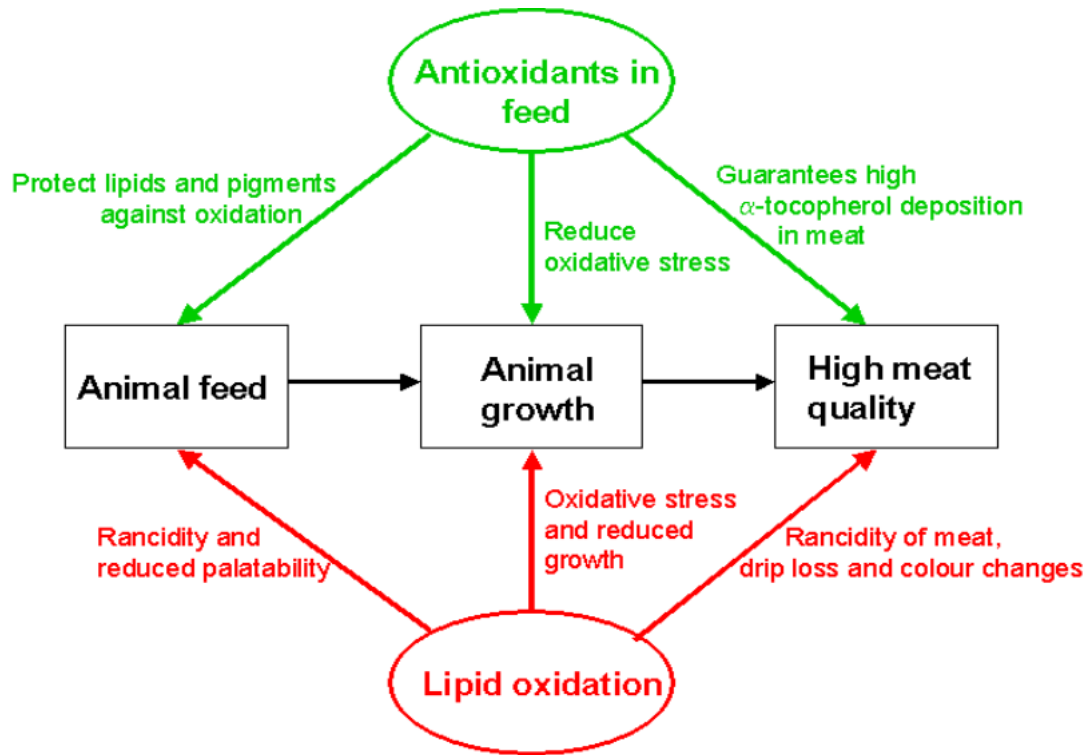 Antioxidants in
feed
Protect lipids and pigments
against oxidation
Reduce
oxidative stress
Guarantees high
α-tocopherol deposition
in meat
Animal feed
Animal
growth
High meat
quality
Rancidity and
reduced palatability
Oxidative stress
and reduced
growth
Rancidity of meat,
drip loss and colour changes
Lipid oxidation